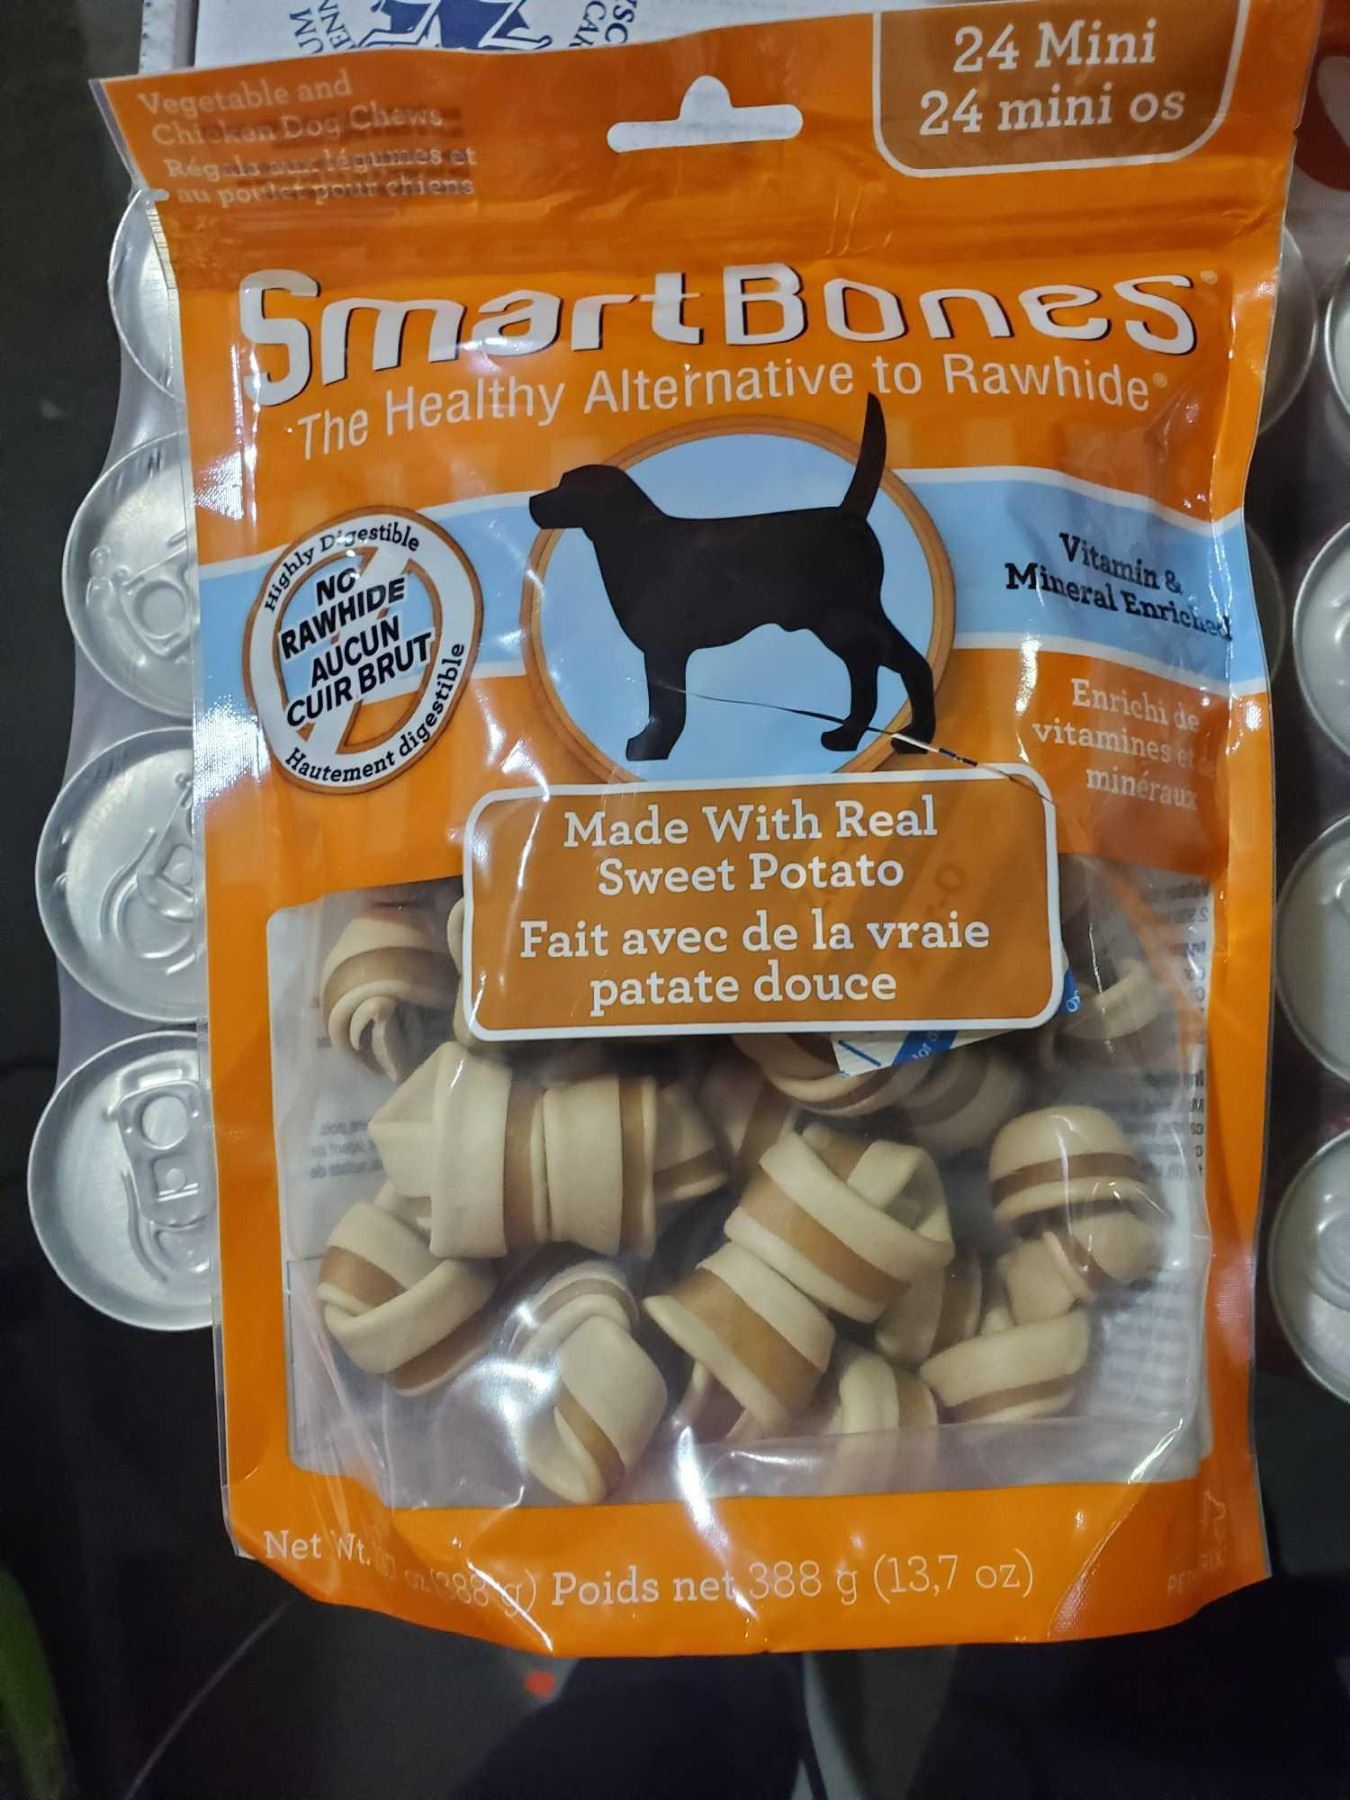 Vegetable and
Chicken Dog Chews
Régals aux légumes et
au poulet pour chiens
24 Mini
24 mini os
SmartBones®
The Healthy Alternative to Rawhide®
Highly Digestible
NO
RAWHIDE
AUCUN
CUIR BRUT
Hautement digestible
Vitamin &
Mineral Enriched
Enrichi de
vitamines et de
minéraux
Made With Real
Sweet Potato
Fait avec de la vraie
patate douce
Net Wt. oz (388 g) Poids net 388 g (13,7 oz)